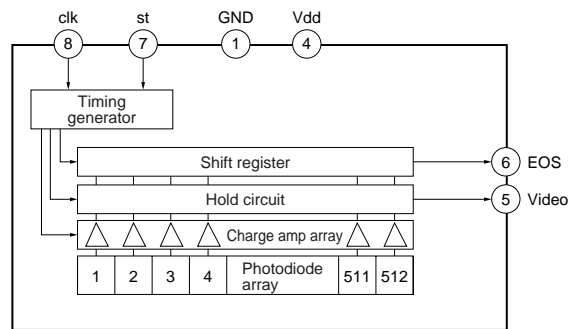 clk st GND Vdd
8 7 1 4
Timing
generator
Shift register 6 EOS
Hold circuit 5 Video
Charge amp array
1 2 3 4 Photodiode
array 511 512